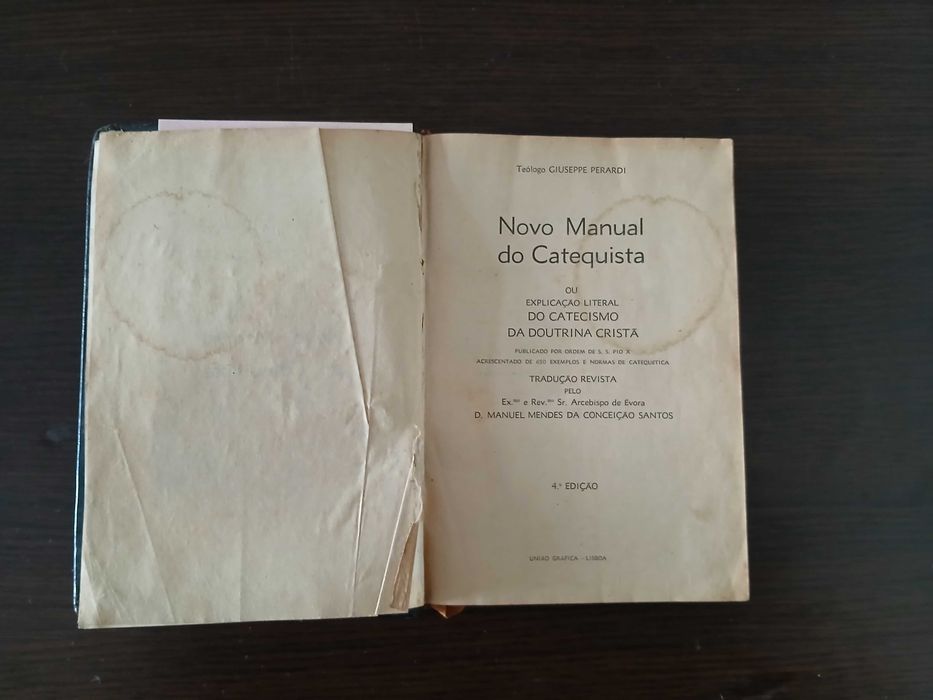 Teólogo GIUSEPPE PERARDI
Novo Manual
do Catequista
OU
EXPLICAÇÃO LITERAL
DO CATECISMO
DA DOUTRINA CRISTÃ
PUBLICADO POR ORDEM DE S. S. PIO X
ACRESCENTADO DE 650 EXEMPLOS E NORMAS DE CATEQUÉTICA
TRADUÇÃO REVISTA
PELO
Ex.mo e Rev.mo Sr. Arcebispo de Evora
D. MANUEL MENDES DA CONCEIÇÃO SANTOS
4.ª EDIÇÃO
UNIÃO GRÁFICA - LISBOA